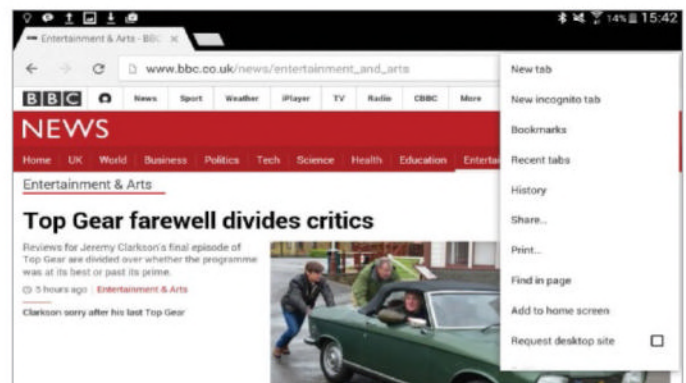 14% 15:42
Entertainment & Arts - BBC
www.bbc.co.uk/news/entertainment_and_arts
BBC News Sport Weather iPlayer TV Radio CBBC More
NEWS
Home UK World Business Politics Tech Science Health Education Entertai
Entertainment & Arts
Top Gear farewell divides critics
Reviews for Jeremy Clarkson's final episode of
Top Gear are divided over whether the programme
was at its best or past its prime.
5 hours ago Entertainment & Arts
Clarkson sorry after his last Top Gear
New tab
New incognito tab
Bookmarks
Recent tabs
History
Share...
Print...
Find in page
Add to home screen
Request desktop site